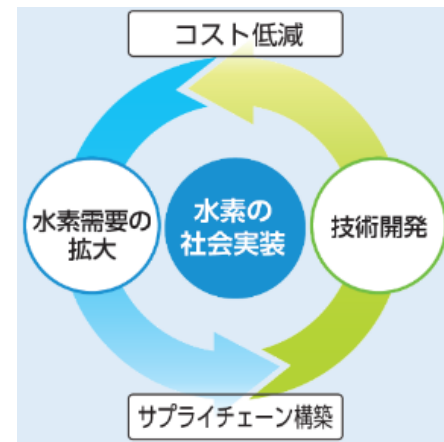 コスト低減
水素需要の
拡大
水素の
社会実装
技術開発
サプライチェーン構築